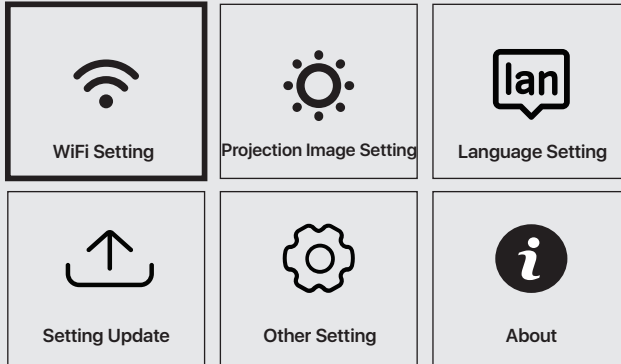 lan
WiFi Setting
Projection Image Setting
Language Setting
i
Setting Update
Other Setting
About